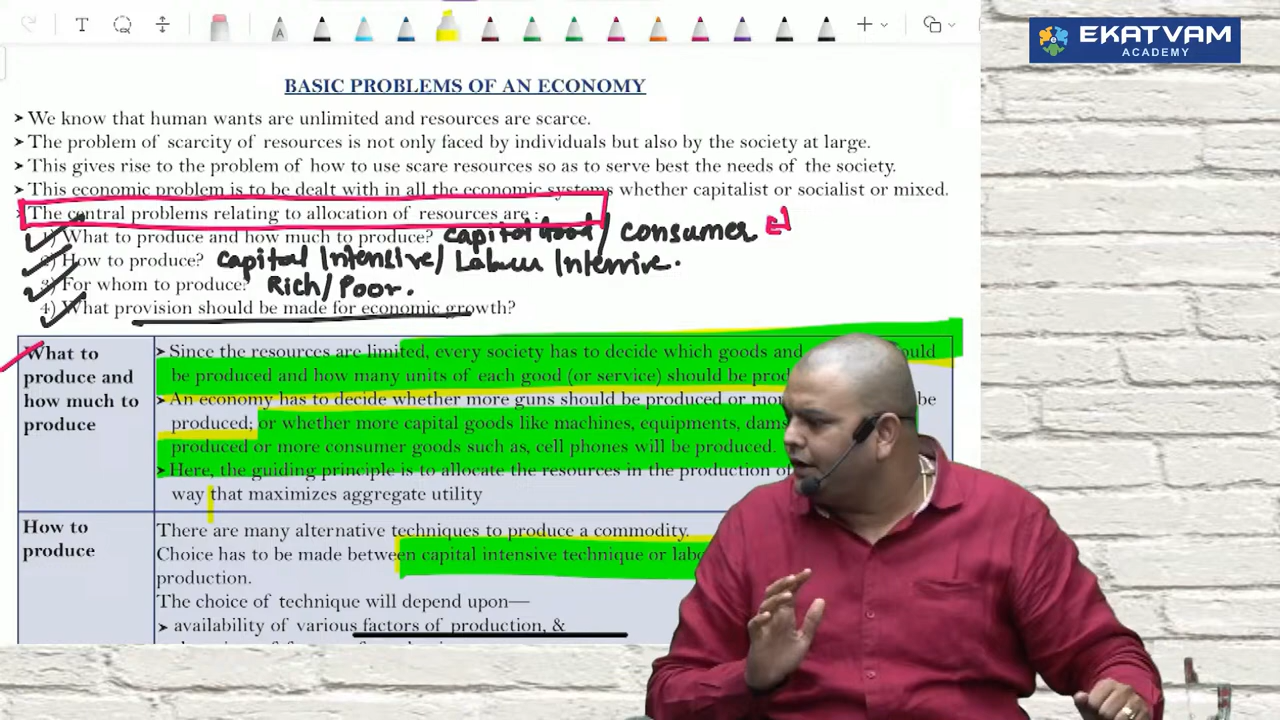 EKATVAM
ACADEMY
BASIC PROBLEMS OF AN ECONOMY
➤ We know that human wants are unlimited and resources are scarce.
➤ The problem of scarcity of resources is not only faced by individuals but also by the society at large.
➤ This gives rise to the problem of how to use scare resources so as to serve best the needs of the society.
➤ This economic problem is to be dealt with in all the economic systems whether capitalist or socialist or mixed.
The central problems relating to allocation of resources are :
1) What to produce and how much to produce? Capital Good / Consumer
2) How to produce? Capital Intensive / Labour Intensive.
3) For whom to produce? Rich/Poor.
4) What provision should be made for economic growth?
What to produce and how much to produce
➤ Since the resources are limited, every society has to decide which goods and
be produced and how many units of each good (or service) should be
➤ An economy has to decide whether more guns should be produced or be
produced; or whether more capital goods like machines, equipments, dams
produced or more consumer goods such as, cell phones will be produced.
➤ Here, the guiding principle is to allocate the resources in the production
way that maximizes aggregate utility
How to produce
There are many alternative techniques to produce a commodity.
Choice has to be made between capital intensive technique or
production.
The choice of technique will depend upon—
➤ availability of various factors of production, &